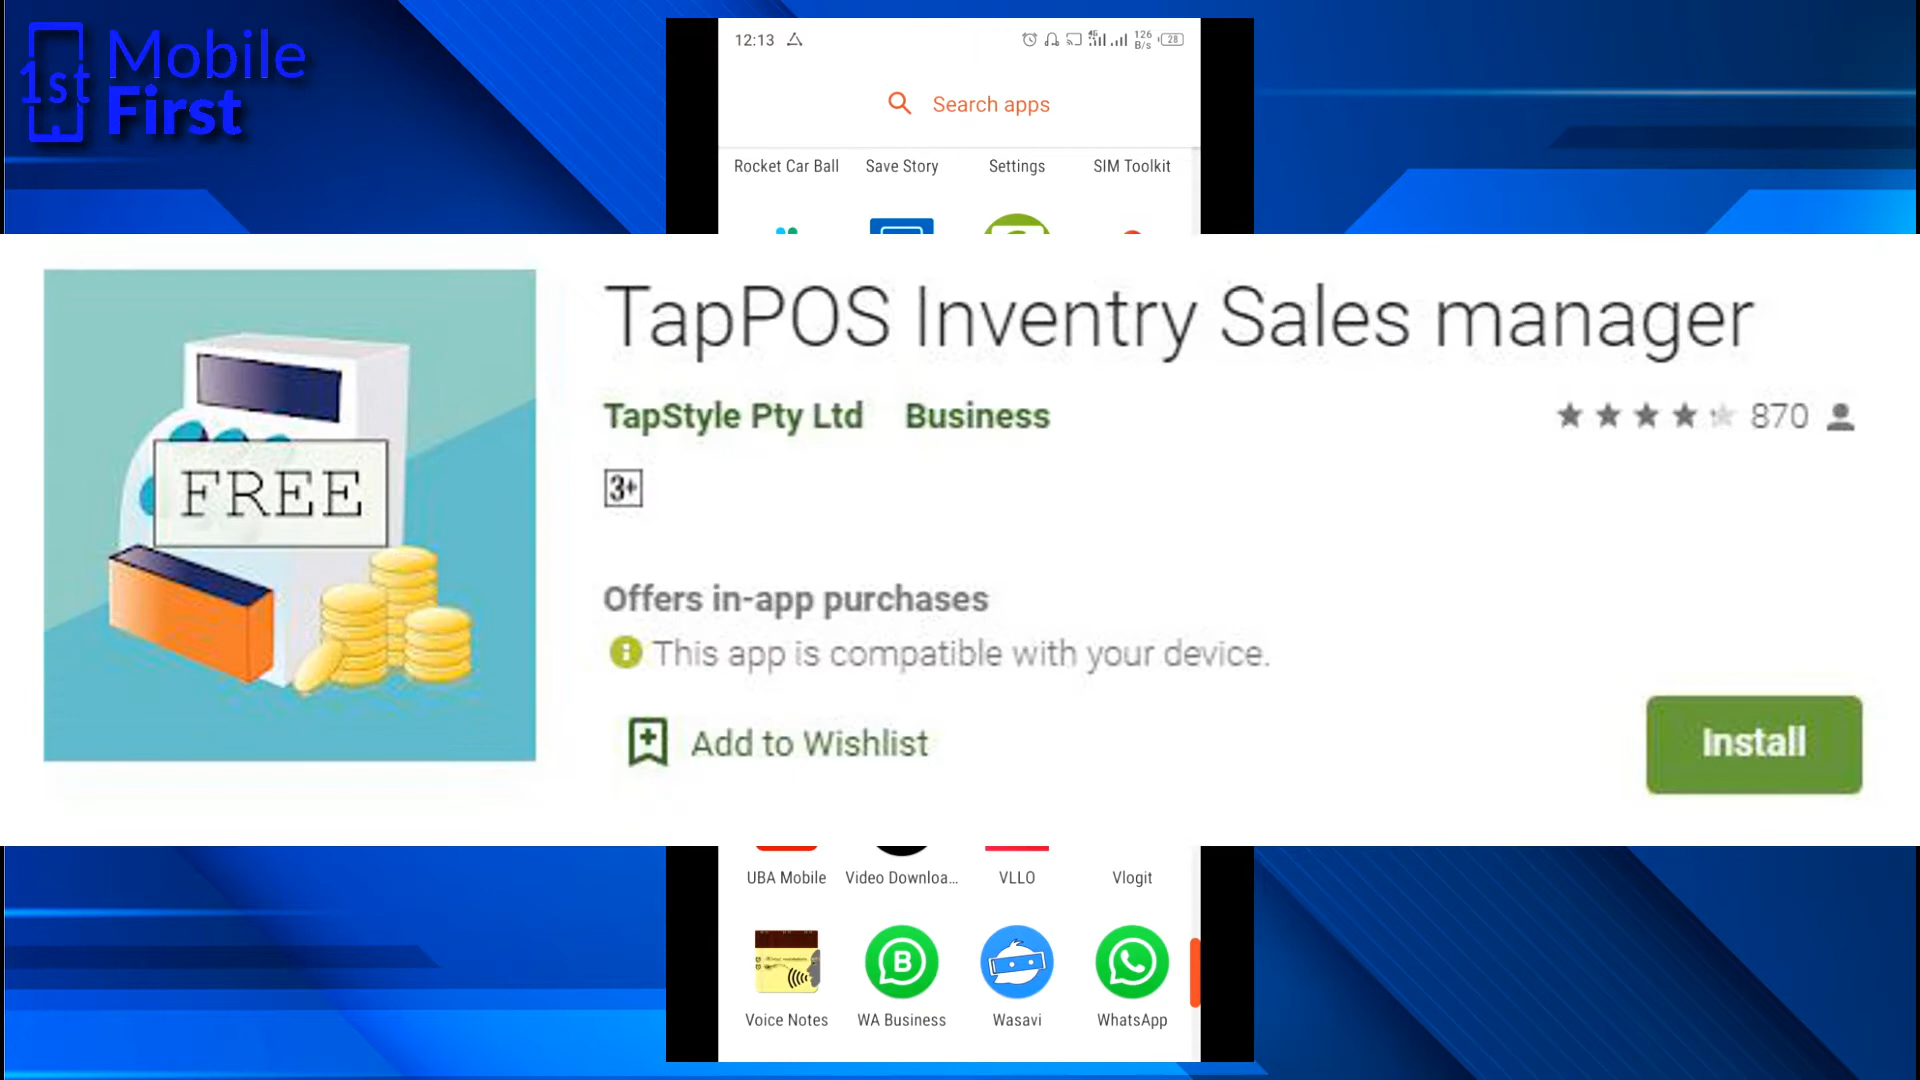 1st Mobile
First
12:13 126 B/s 28
Search apps
Rocket Car Ball Save Story Settings SIM Toolkit
FREE
TapPOS Inventry Sales manager
TapStyle Pty Ltd Business 870
3+
Offers in-app purchases
This app is compatible with your device.
Add to Wishlist
Install
UBA Mobile Video Downloa... VLLO Vlogit
B
Voice Notes WA Business Wasavi WhatsApp